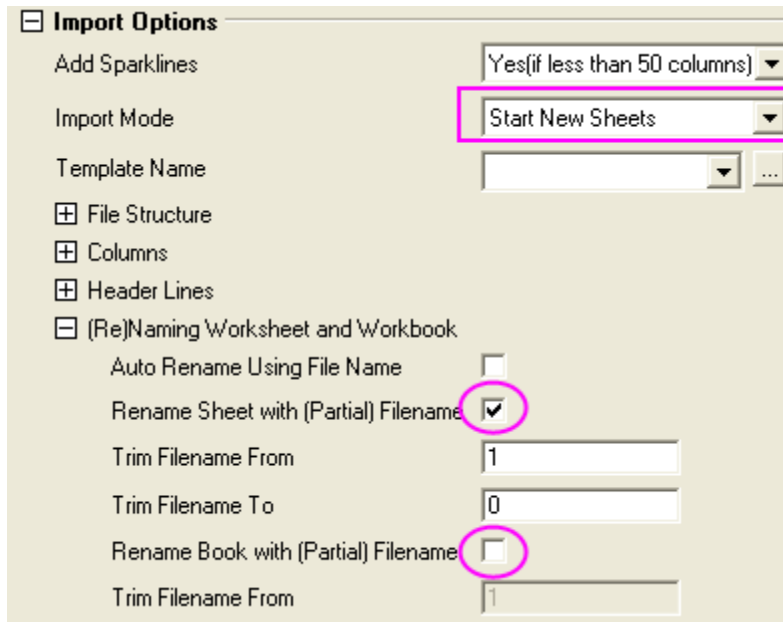 Import Options
Add Sparklines Yes(if less than 50 columns)
Import Mode Start New Sheets
Template Name ...
File Structure
Columns
Header Lines
(Re)Naming Worksheet and Workbook
Auto Rename Using File Name
Rename Sheet with (Partial) Filename
Trim Filename From 1
Trim Filename To 0
Rename Book with (Partial) Filename
Trim Filename From 1